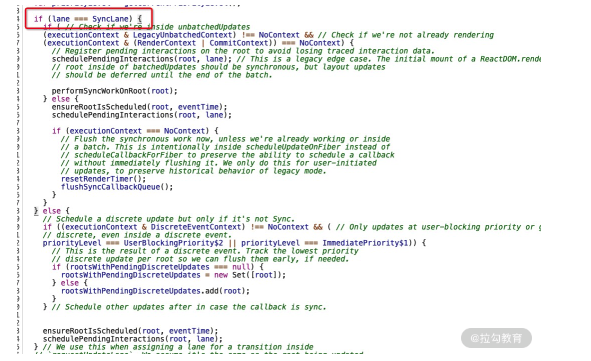 if (lane === SyncLane) {
if ( // Check if we're inside unbatchedUpdates
(executionContext & LegacyUnbatchedContext) !== NoContext && // Check if we're not already rendering
(executionContext & (RenderContext | CommitContext)) === NoContext) {
// Register pending interactions on the root to avoid losing traced interaction data.
schedulePendingInteractions(root, lane); // This is a legacy edge case. The initial mount of a ReactDOM.rende
// root inside of batchedUpdates should be synchronous, but layout updates
// should be deferred until the end of the batch.
performSyncWorkOnRoot(root);
} else {
ensureRootIsScheduled(root, eventTime);
schedulePendingInteractions(root, lane);
if (executionContext === NoContext) {
// Flush the synchronous work now, unless we're already working or inside
// a batch. This is intentionally inside scheduleUpdateOnFiber instead of
// scheduleCallbackForFiber to preserve the ability to schedule a callback
// without immediately flushing it. We only do this for user-initiated
// updates, to preserve historical behavior of legacy mode.
resetRenderTimer();
flushSyncCallbackQueue();
}
}
} else {
// Schedule a discrete update but only if it's not Sync.
if ((executionContext & DiscreteEventContext) !== NoContext && ( // Only updates at user-blocking priority or g
// discrete, even inside a discrete event.
priorityLevel === UserBlockingPriority$2 || priorityLevel === ImmediatePriority$1)) {
// This is the result of a discrete event. Track the lowest priority
// discrete update per root so we can flush them early, if needed.
if (rootsWithPendingDiscreteUpdates === null) {
rootsWithPendingDiscreteUpdates = new Set([root]);
} else {
rootsWithPendingDiscreteUpdates.add(root);
}
} // Schedule other updates after in case the callback is sync.
ensureRootIsScheduled(root, eventTime);
schedulePendingInteractions(root, lane);
} // We use this when assigning a lane for a transition inside
@拉勾教育